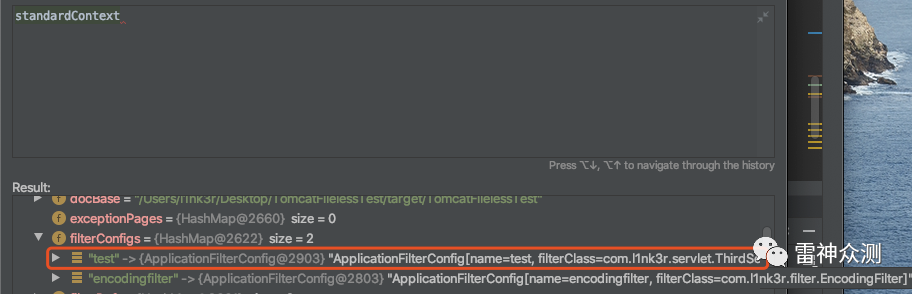 standardContext
Press ⌥↓, ⌥↑ to navigate through the history
Result:
docBase = "/Users/l1nk3r/Desktop/TomcatFilelessTest/target/TomcatFilelessTest"
exceptionPages = {HashMap@2660} size = 0
filterConfigs = {HashMap@2622} size = 2
"test" -> {ApplicationFilterConfig@2903} "ApplicationFilterConfig[name=test, filterClass=com.l1nk3r.servlet.ThirdSe
"encodingfilter" -> {ApplicationFilterConfig@2803} "ApplicationFilterConfig[name=encodingfilter, filterClass=com.l1nk3r.filter.EncodingFilter]"
雷神众测